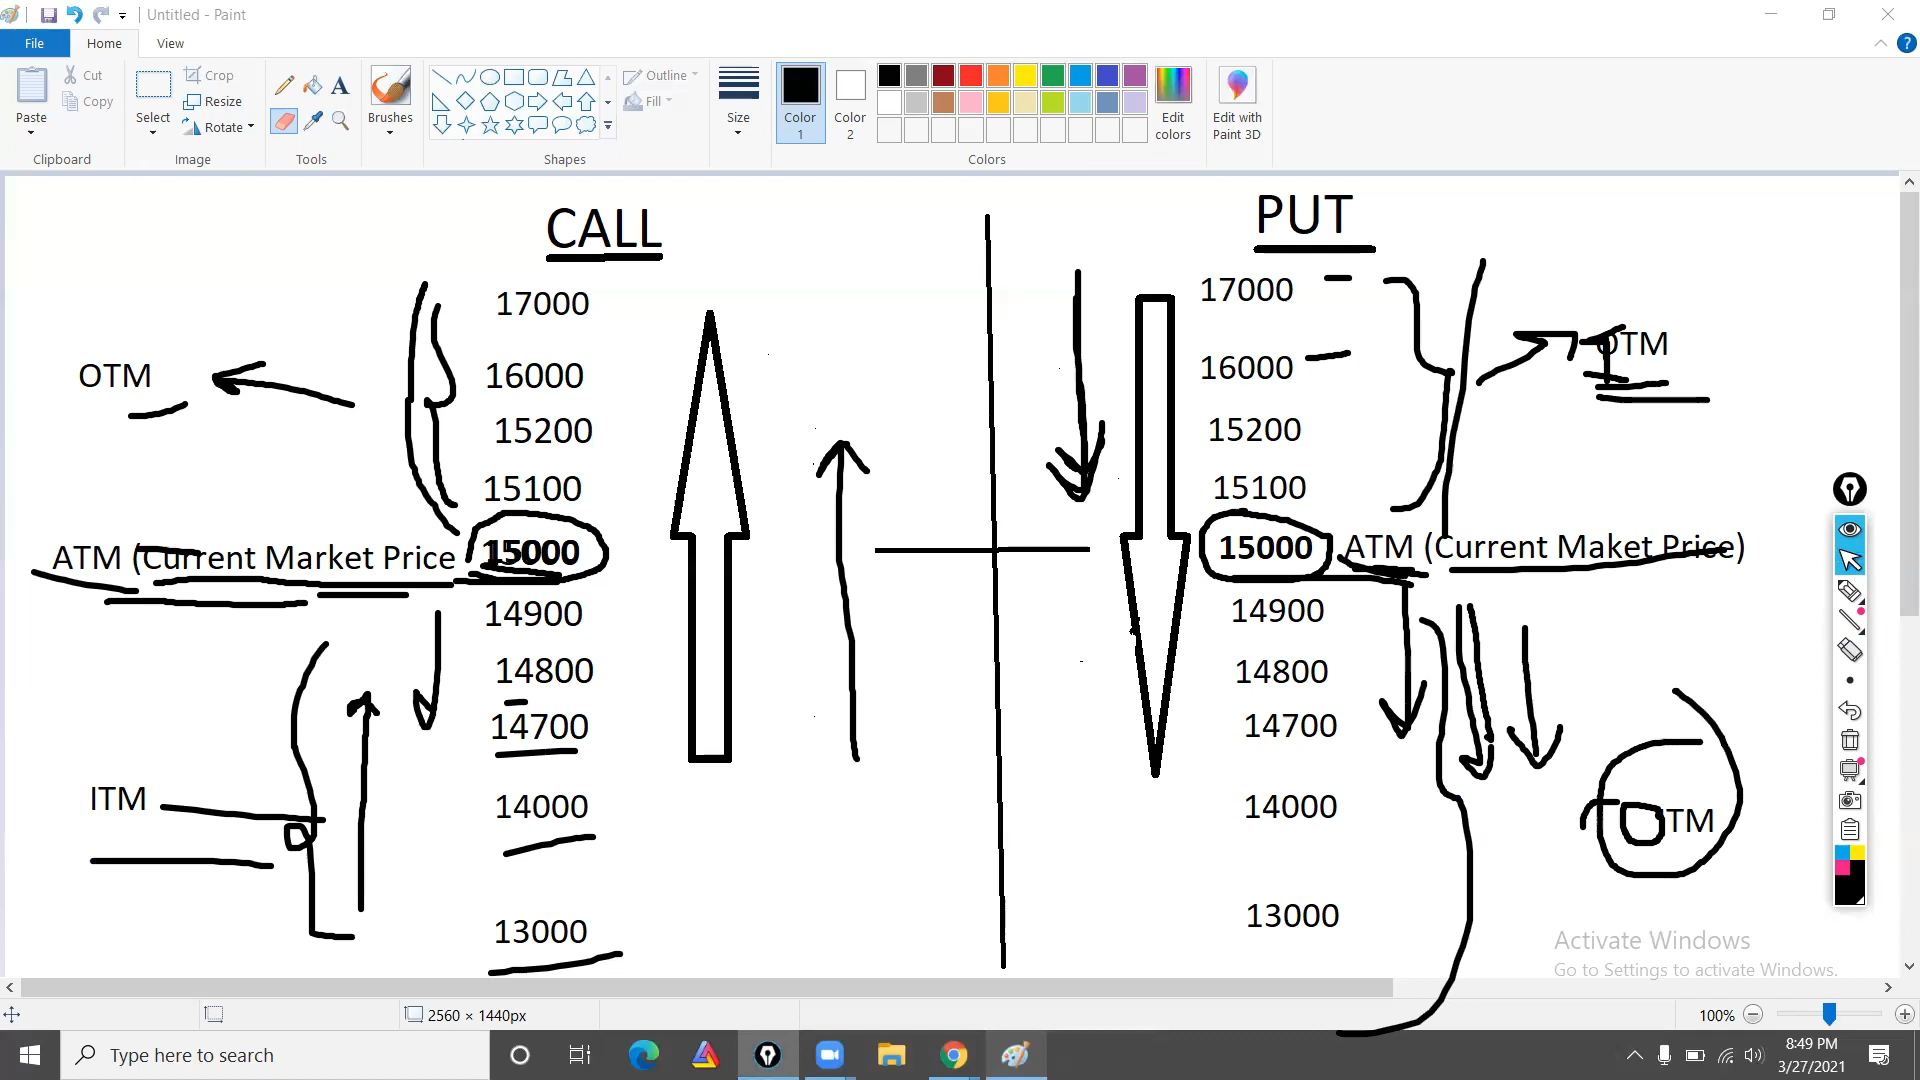 Untitled - Paint
File
Home
View
Paste
Cut
Copy
Clipboard
Select
Crop
Resize
Rotate
Image
Tools
Brushes
Shapes
Outline
Fill
Size
Color 1
Color 2
Colors
Edit colors
Edit with Paint 3D
CALL
17000
16000
15200
15100
15000
14900
14800
14700
14000
13000
OTM
ATM (Current Market Price
ITM
PUT
17000
16000
15200
15100
15000 ATM (Current Maket Price)
14900
14800
14700
14000
13000
Activate Windows
Go to Settings to activate Windows.
2560 × 1440px
100%
Type here to search
8:49 PM
3/27/2021